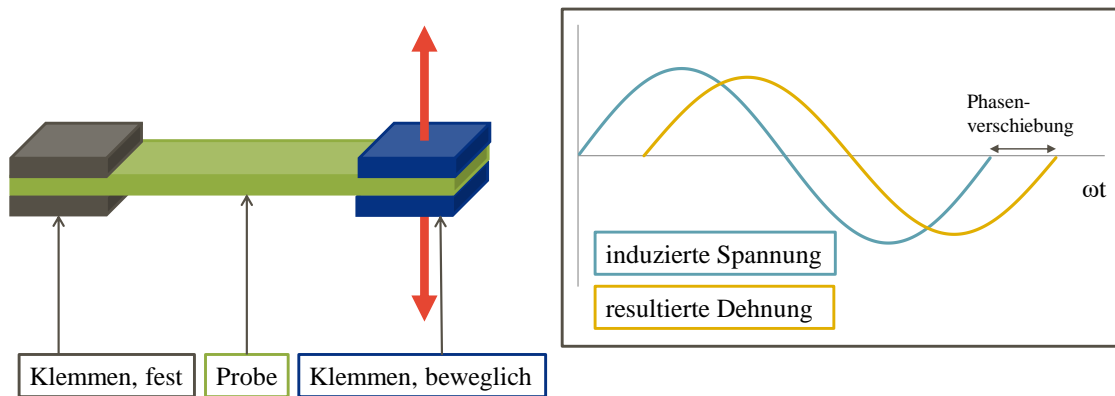 Klemmen, fest
Probe
Klemmen, beweglich
Phasen-
verschiebung
ωt
induzierte Spannung
resultierte Dehnung